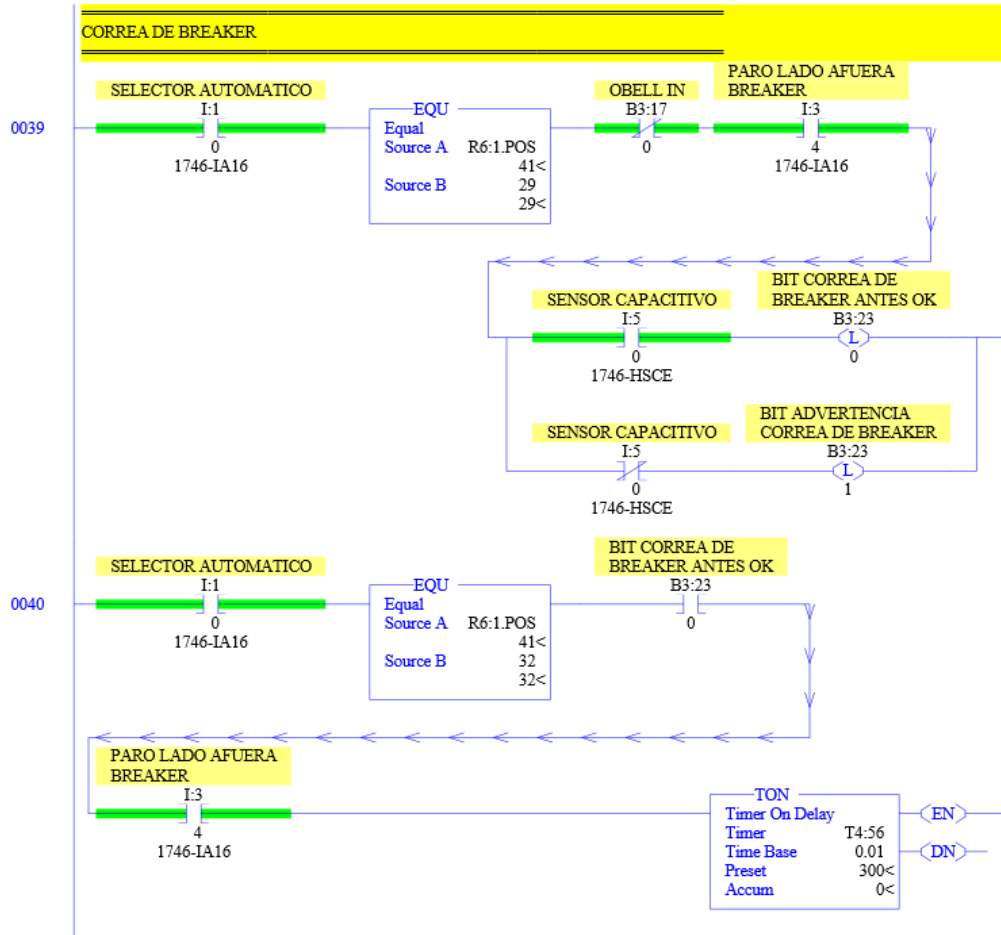 CORREA DE BREAKER
0039
SELECTOR AUTOMATICO
I:1
0
1746-IA16
EQU
Equal
Source A R6:1.POS
41<
Source B 29
29<
OBELL IN
B3:17
0
PARO LADO AFUERA
BREAKER
I:3
4
1746-IA16
SENSOR CAPACITIVO
I:5
0
1746-HSCE
BIT CORREA DE
BREAKER ANTES OK
B3:23
L
0
SENSOR CAPACITIVO
I:5
0
1746-HSCE
BIT ADVERTENCIA
CORREA DE BREAKER
B3:23
L
1
0040
SELECTOR AUTOMATICO
I:1
0
1746-IA16
EQU
Equal
Source A R6:1.POS
41<
Source B 32
32<
BIT CORREA DE
BREAKER ANTES OK
B3:23
0
PARO LADO AFUERA
BREAKER
I:3
4
1746-IA16
TON
Timer On Delay
Timer T4:56
Time Base 0.01
Preset 300<
Accum 0<
EN
DN